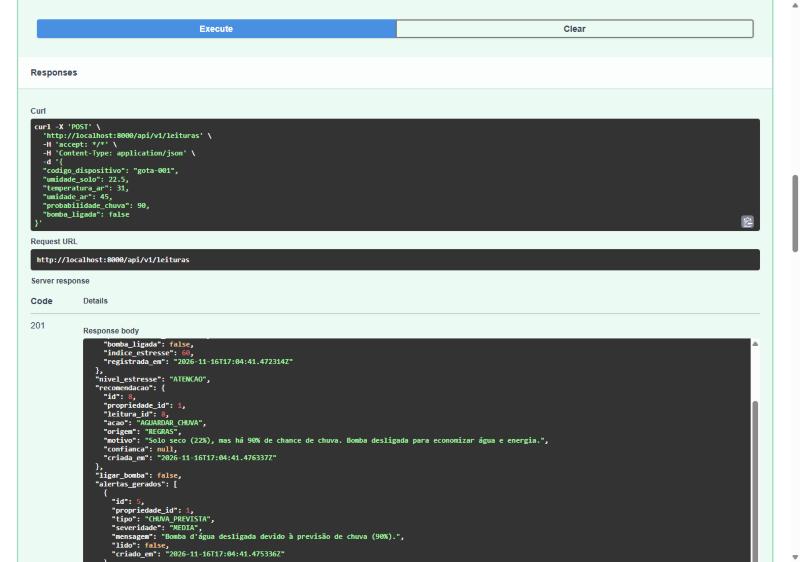 Execute
Clear
Responses
Curl
curl -X 'POST' \
'http://localhost:8000/api/v1/leituras' \
-H 'accept: */*' \
-H 'Content-Type: application/json' \
-d '{
"codigo_dispositivo": "gota-001",
"umidade_solo": 22.5,
"temperatura_ar": 31,
"umidade_ar": 45,
"probabilidade_chuva": 90,
"bomba_ligada": false
}'
Request URL
http://localhost:8000/api/v1/leituras
Server response
Code Details
201
Response body
"bomba_ligada": false,
"indice_estresse": 60,
"registrada_em": "2026-11-16T17:04:41.472314Z"
},
"nivel_estresse": "ATENCAO",
"recomendacao": {
"id": 8,
"propriedade_id": 1,
"leitura_id": 8,
"acao": "AGUARDAR_CHUVA",
"origem": "REGRAS",
"motivo": "Solo seco (22%), mas há 90% de chance de chuva. Bomba desligada para economizar água e energia.",
"confianca": null,
"criada_em": "2026-11-16T17:04:41.476337Z"
},
"ligar_bomba": false,
"alertas_gerados": [
{
"id": 5,
"propriedade_id": 1,
"tipo": "CHUVA_PREVISTA",
"severidade": "MEDIA",
"mensagem": "Bomba d'água desligada devido à previsão de chuva (90%).",
"lido": false,
"criado_em": "2026-11-16T17:04:41.475336Z"
}